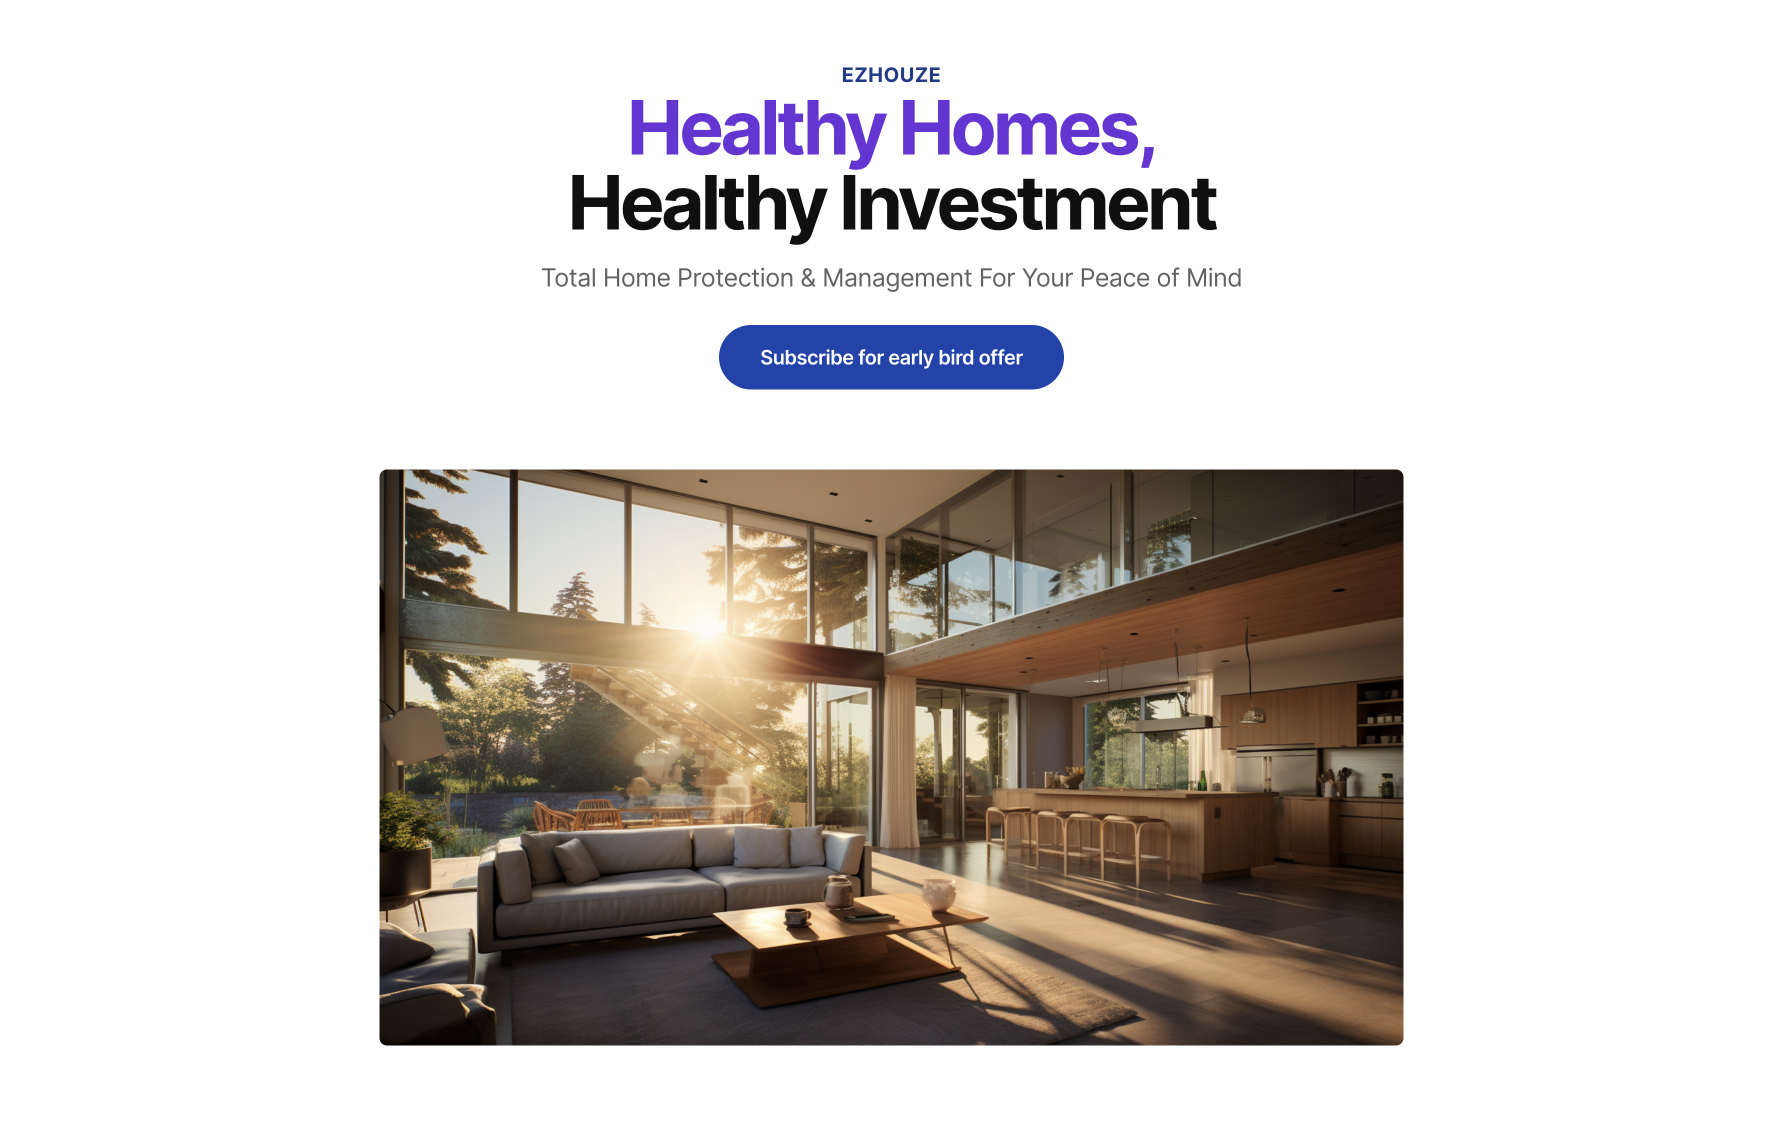 EZHOUZE
Healthy Homes,
Healthy Investment
Total Home Protection & Management For Your Peace of Mind
Subscribe for early bird offer